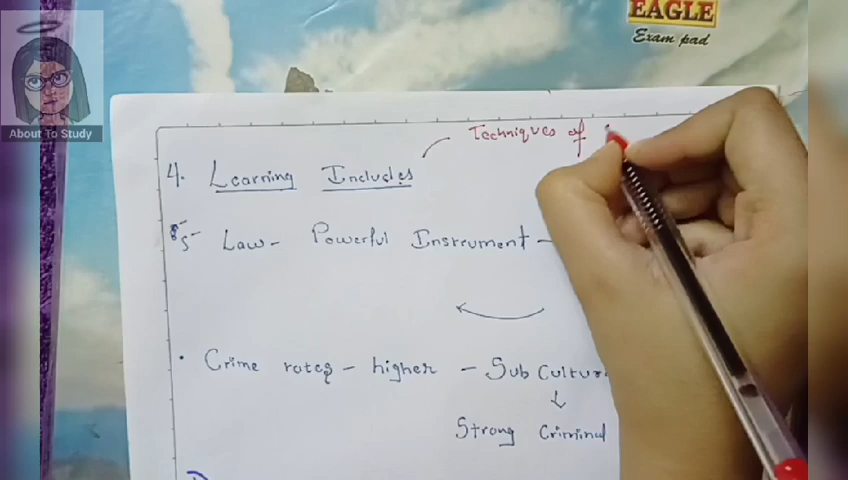 EAGLE
Exam pad
About To Study
Techniques of
4. Learning Includes
5 Law - Powerful Instrument -
Crime rates - higher - Sub
Strong Criminal